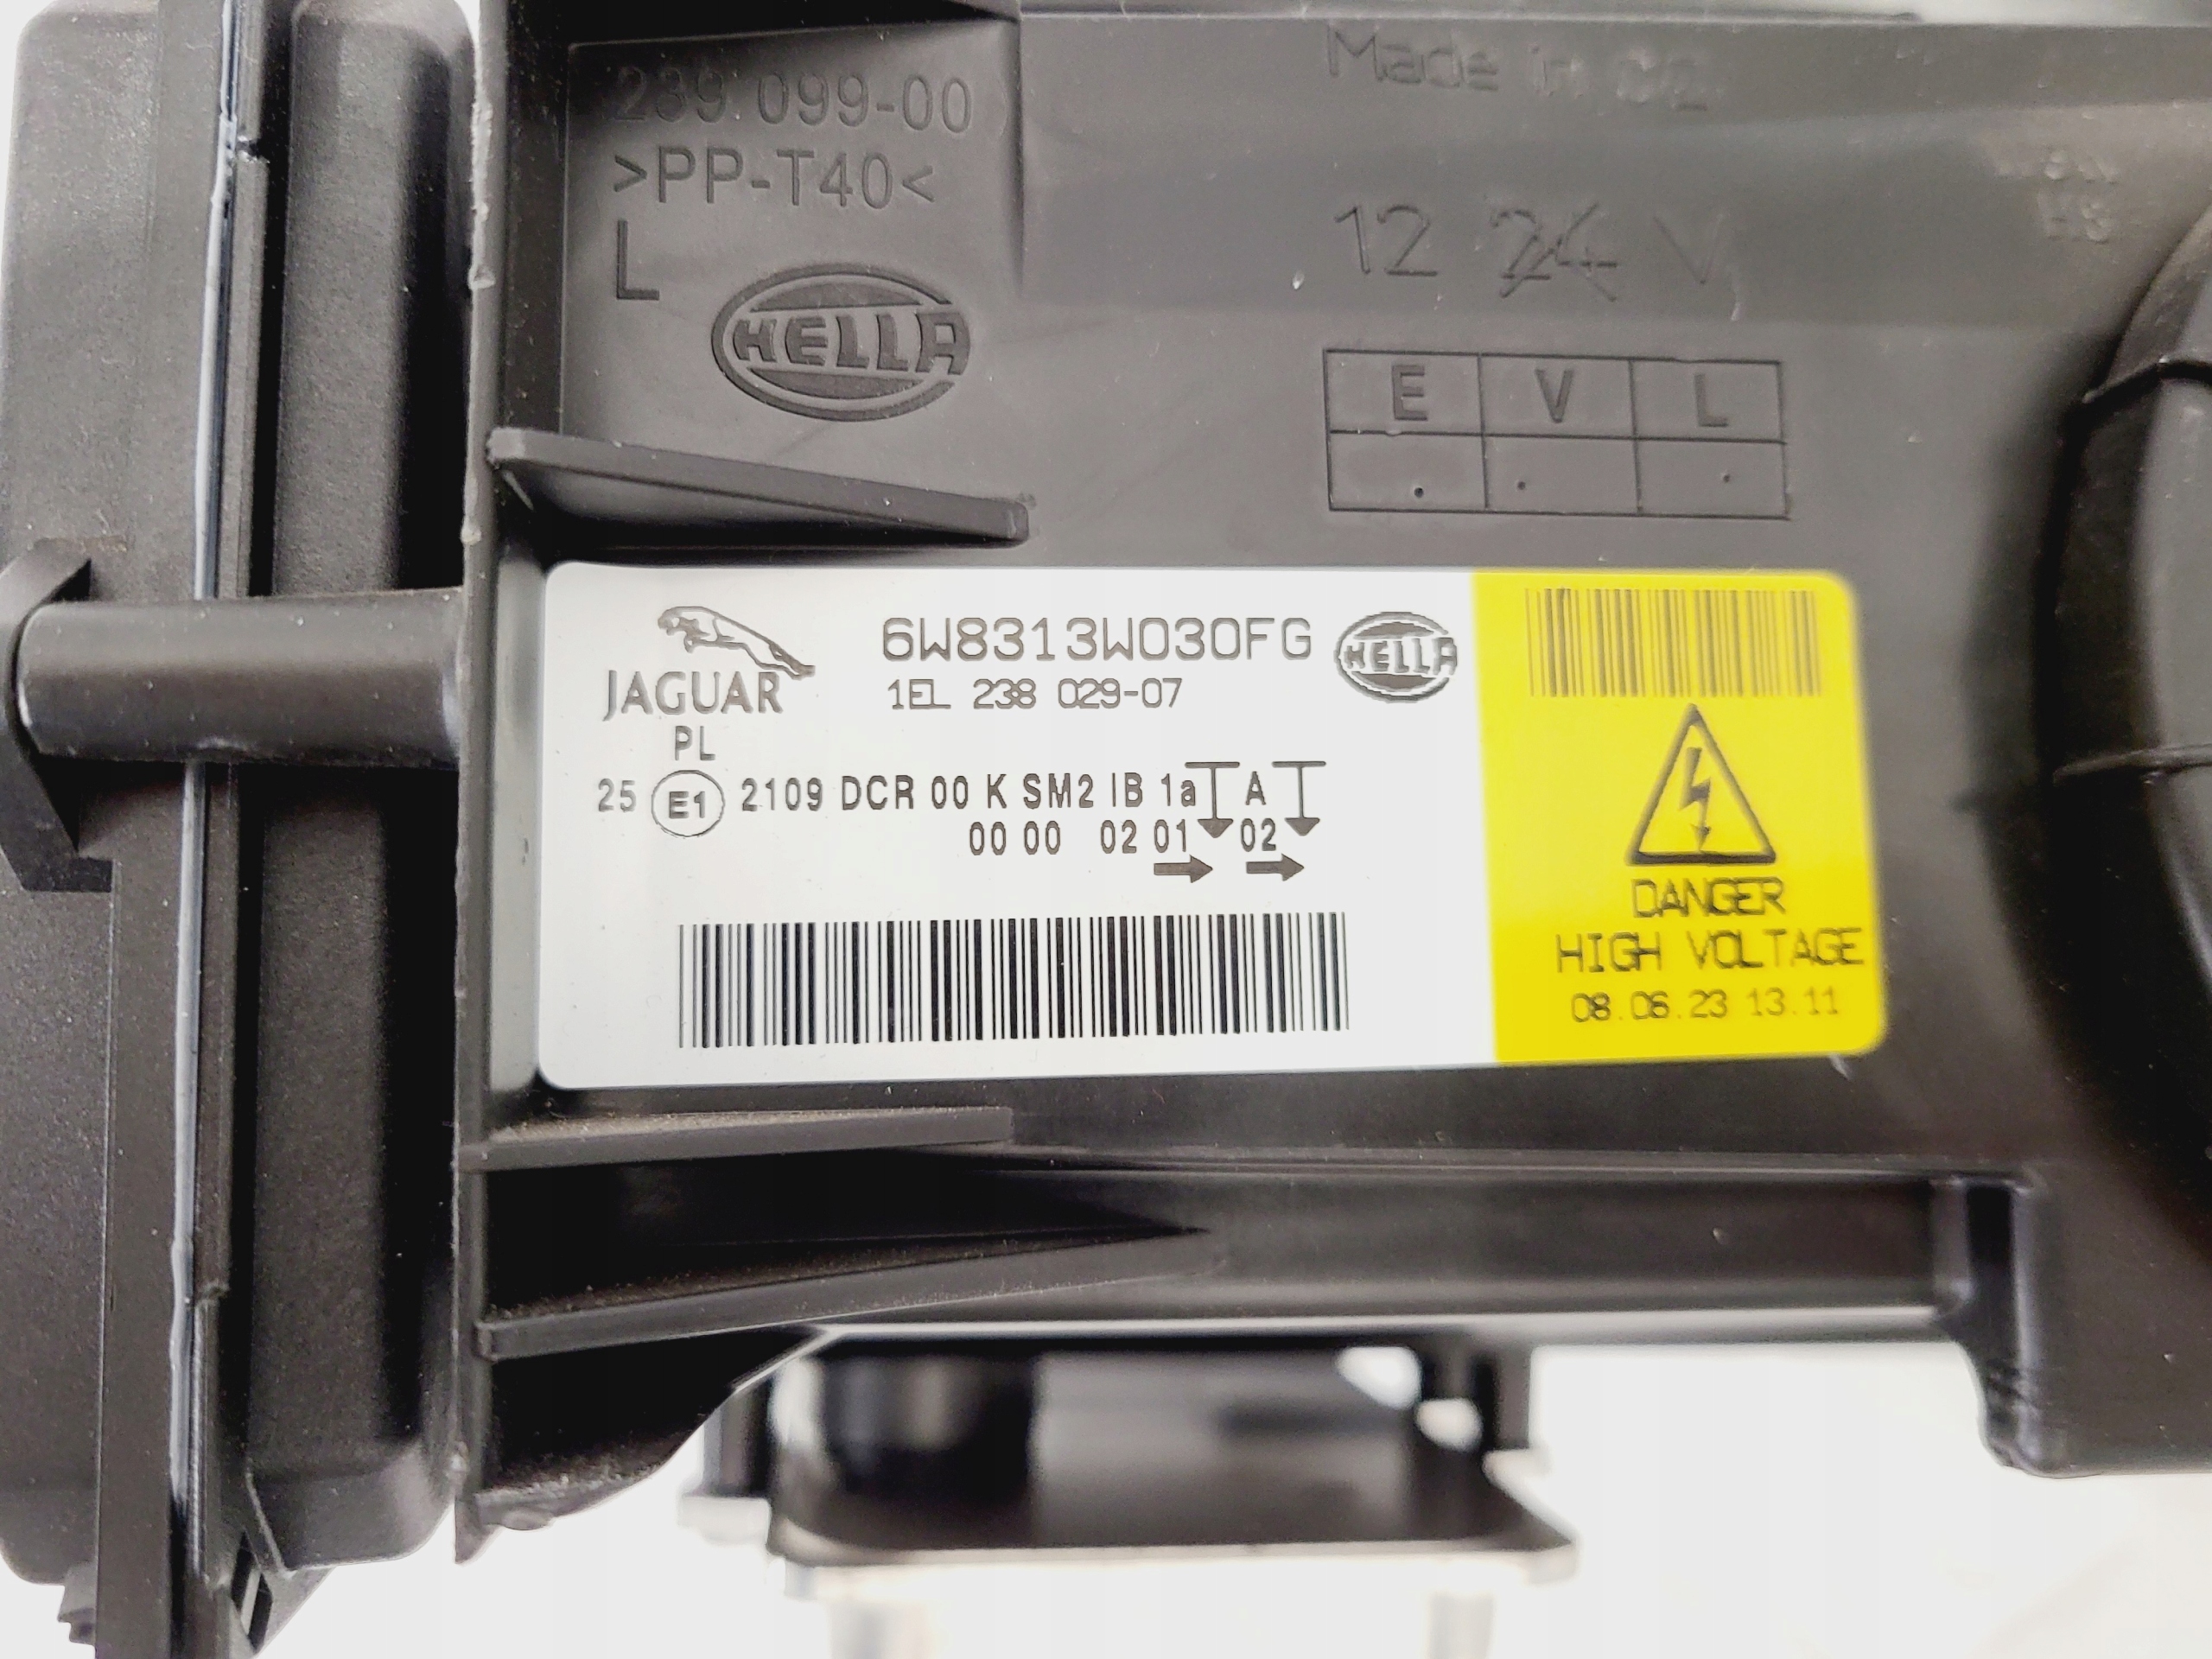 239.099-00
>PP-T40<
L
HELLA
Made in CZ
12 24 V
E V L
JAGUAR
6W8313W030FG
HELLA
1EL 238 029-07
PL
25 E1 2109 DCR 00 K SM2 IB 1a A
00 00 02 01 02
DANGER
HIGH VOLTAGE
08.06.23 13.11